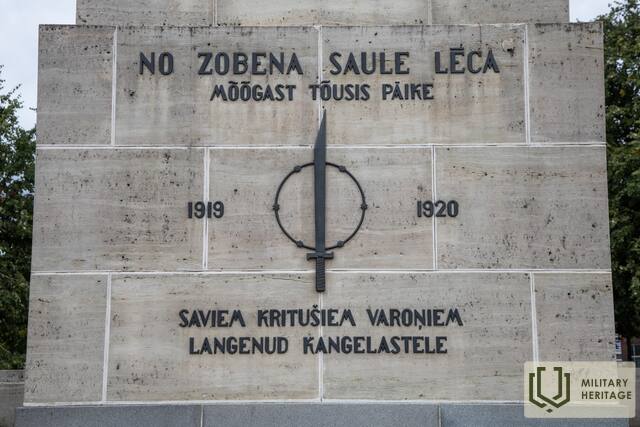 NO ZOBENA SAULE LĒCA
MÕÕGAST TÕUSIS PÄIKE
1919 1920
SAVIEM KRITUŠIEM VAROŅIEM
LANGENUD KANGELASTELE
MILITARY
HERITAGE